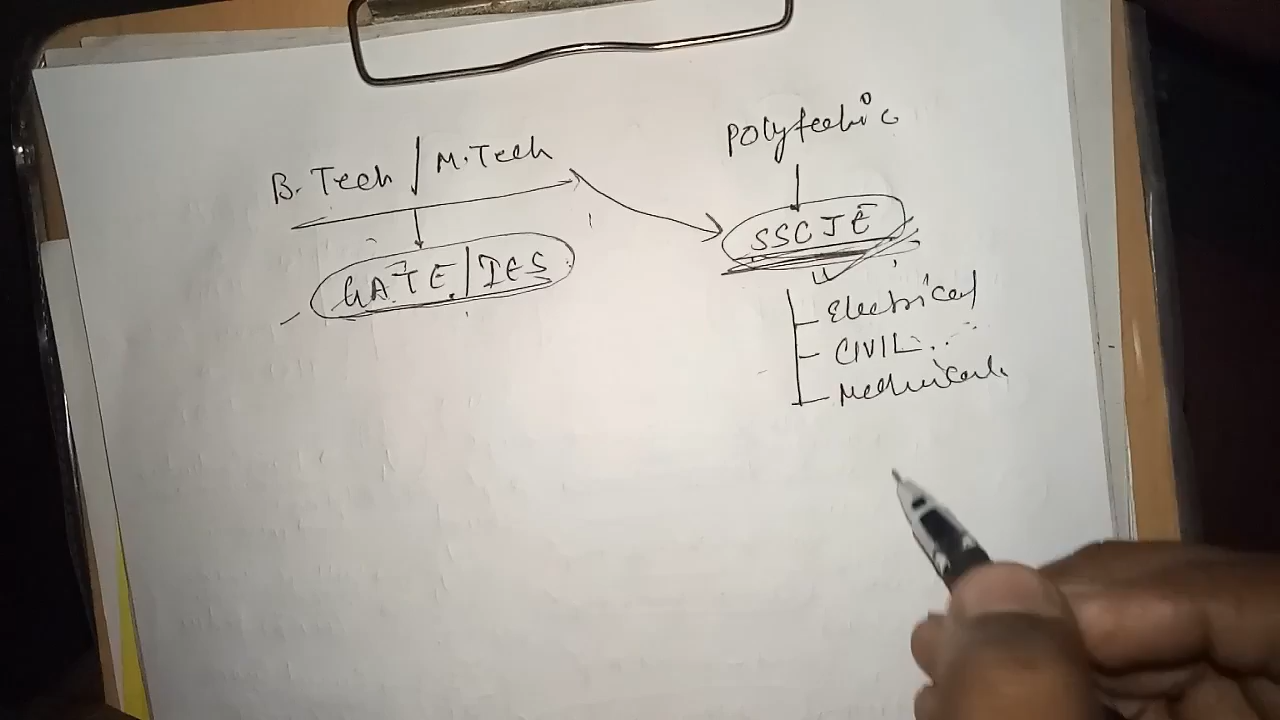 B. Tech / M. Tech
GATE / IES
Polytechnic
SSC JE
Electrical
CIVIL
Mechanical